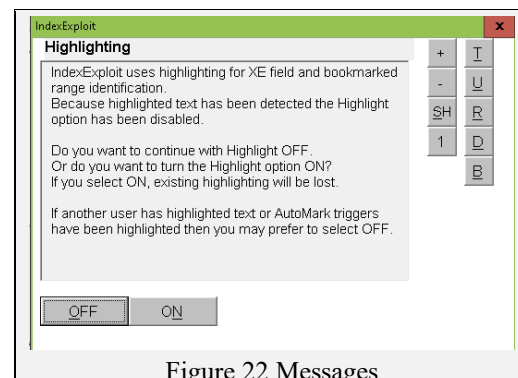 IndexExploit
x
Highlighting
IndexExploit uses highlighting for XE field and bookmarked
range identification.
Because highlighted text has been detected the Highlight
option has been disabled.
Do you want to continue with Highlight OFF.
Or do you want to turn the Highlight option ON?
If you select ON, existing highlighting will be lost.
If another user has highlighted text or AutoMark triggers
have been highlighted then you may prefer to select OFF.
+ T
- U
SH R
1 D
B
OFF ON
Figure 22 Messages